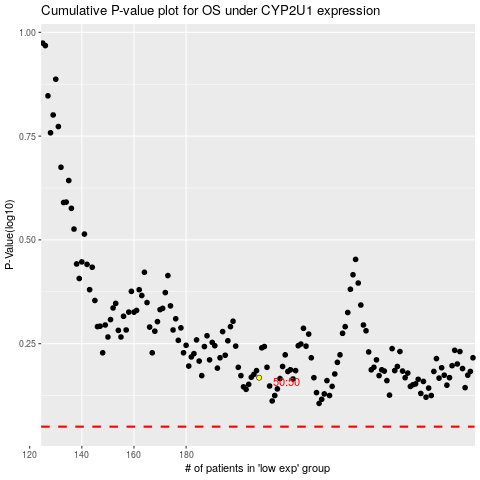 Cumulative P-value plot for OS under CYP2U1 expression
P-Value(log10)
1.00
0.75
0.50
0.25
50:50
120 140 160 180
# of patients in 'low exp' group